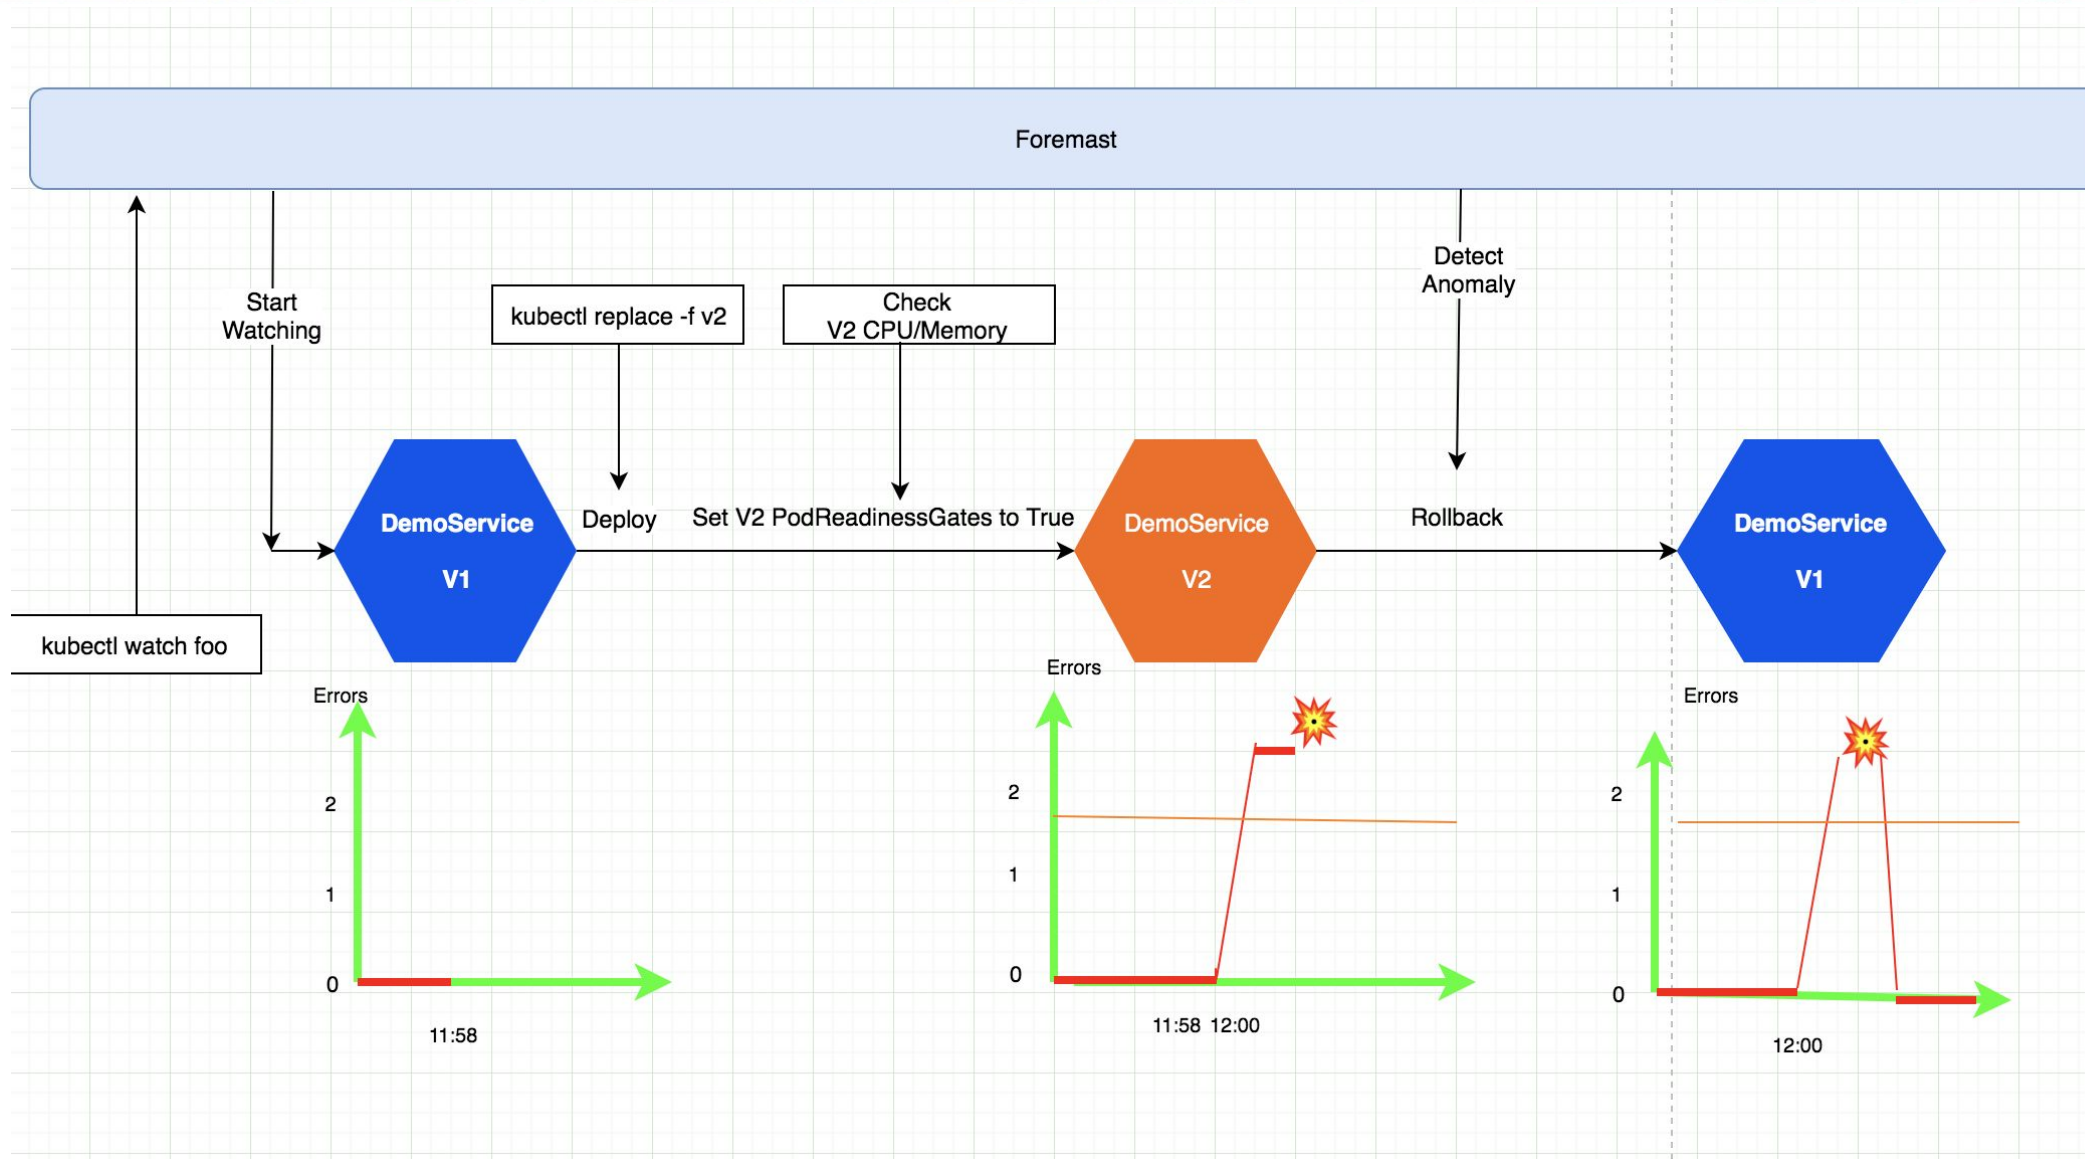 Foremast
Start
Watching
kubectl replace -f v2
Check
V2 CPU/Memory
Detect
Anomaly
DemoService
V1
Deploy
Set V2 PodReadinessGates to True
DemoService
V2
Rollback
DemoService
V1
kubectl watch foo
Errors
2
1
0
11:58
Errors
2
1
0
11:58 12:00
Errors
2
1
0
12:00